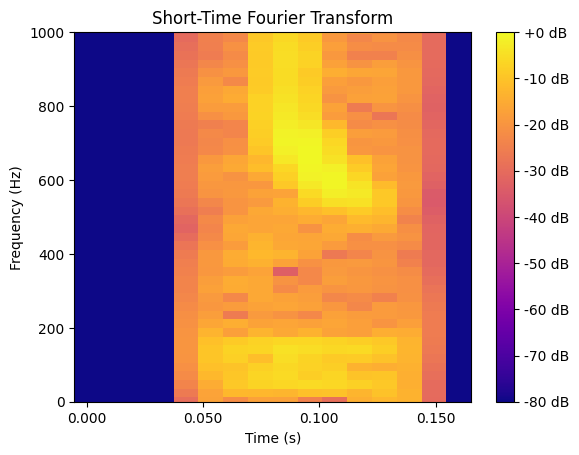 Short-Time Fourier Transform
1000
800
600
400
200
0
Frequency (Hz)
0.000
0.050
0.100
0.150
Time (s)
+0 dB
-10 dB
-20 dB
-30 dB
-40 dB
-50 dB
-60 dB
-70 dB
-80 dB